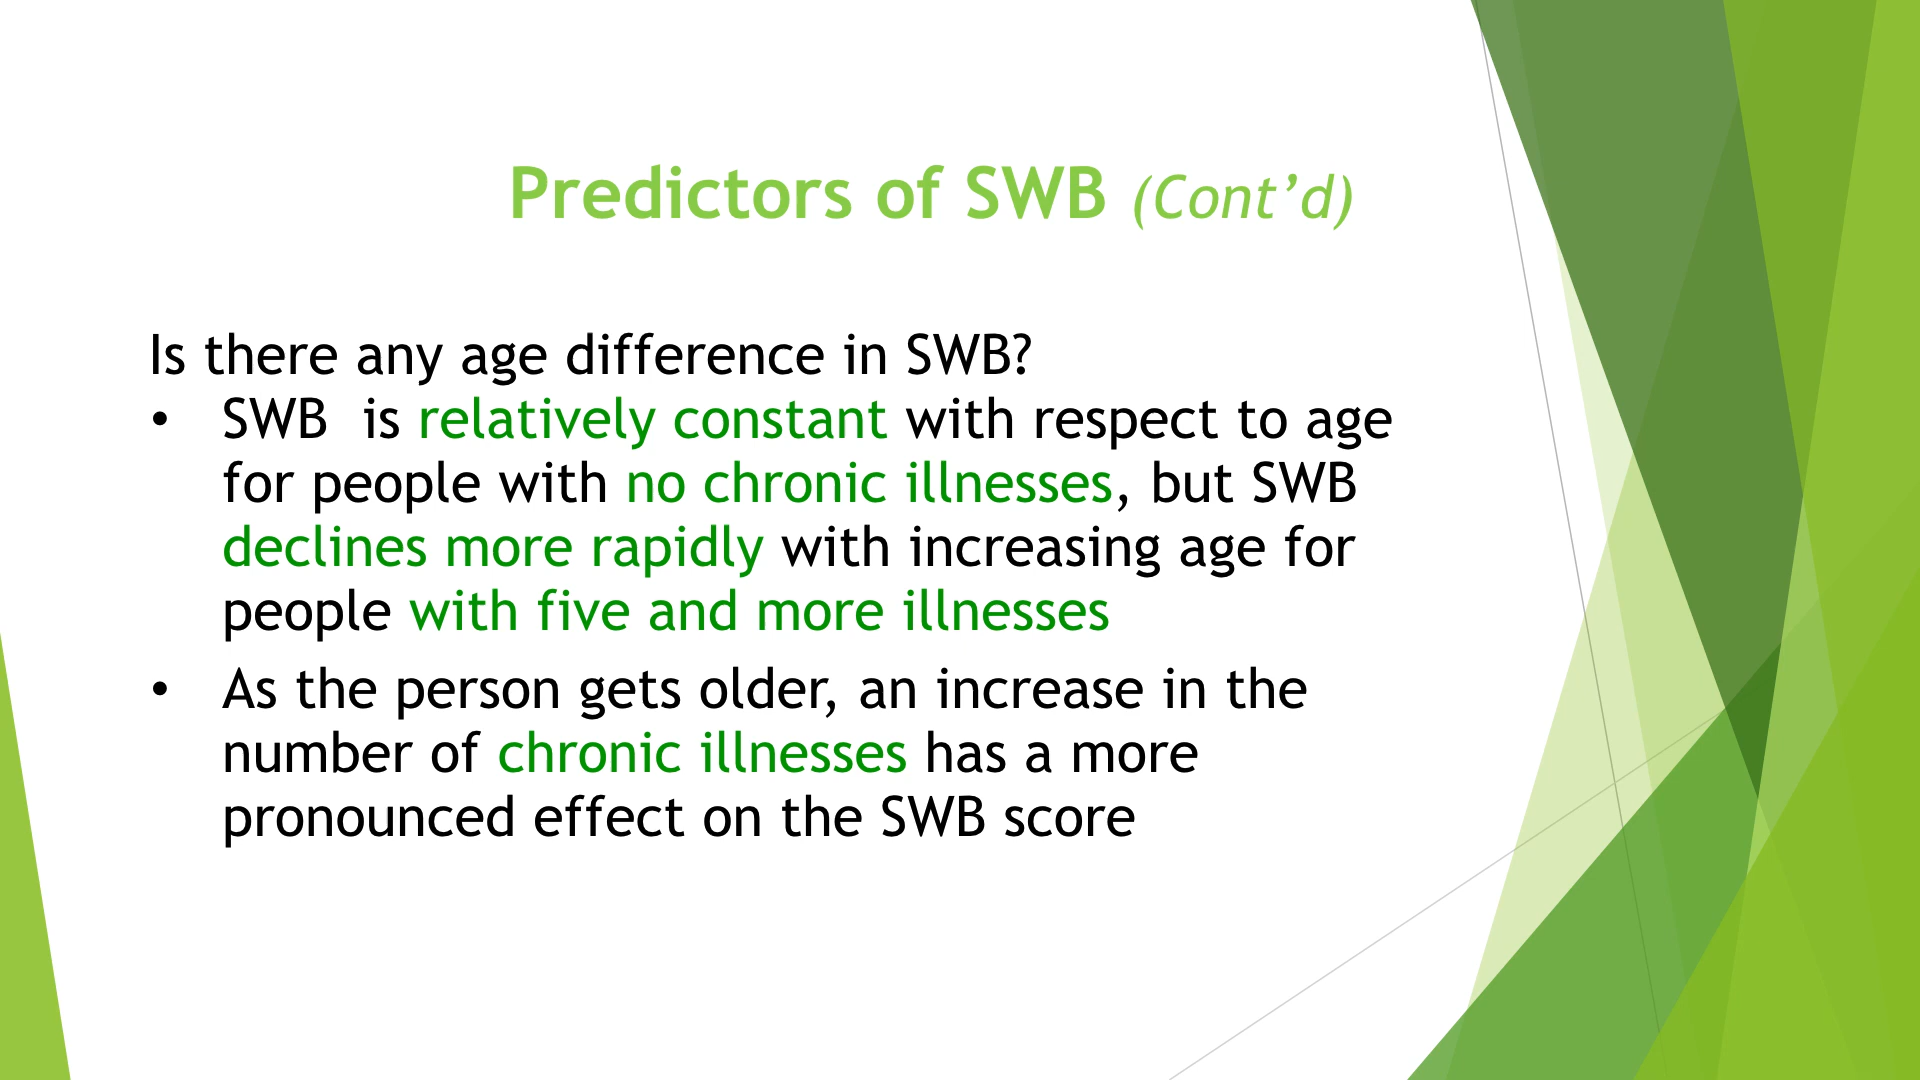 Predictors of SWB (Cont’d)
Is there any age difference in SWB?
• SWB  is relatively constant with respect to age
for people with no chronic illnesses, but SWB
declines more rapidly with increasing age for
people with five and more illnesses
• As the person gets older, an increase in the
number of chronic illnesses has a more
pronounced effect on the SWB score